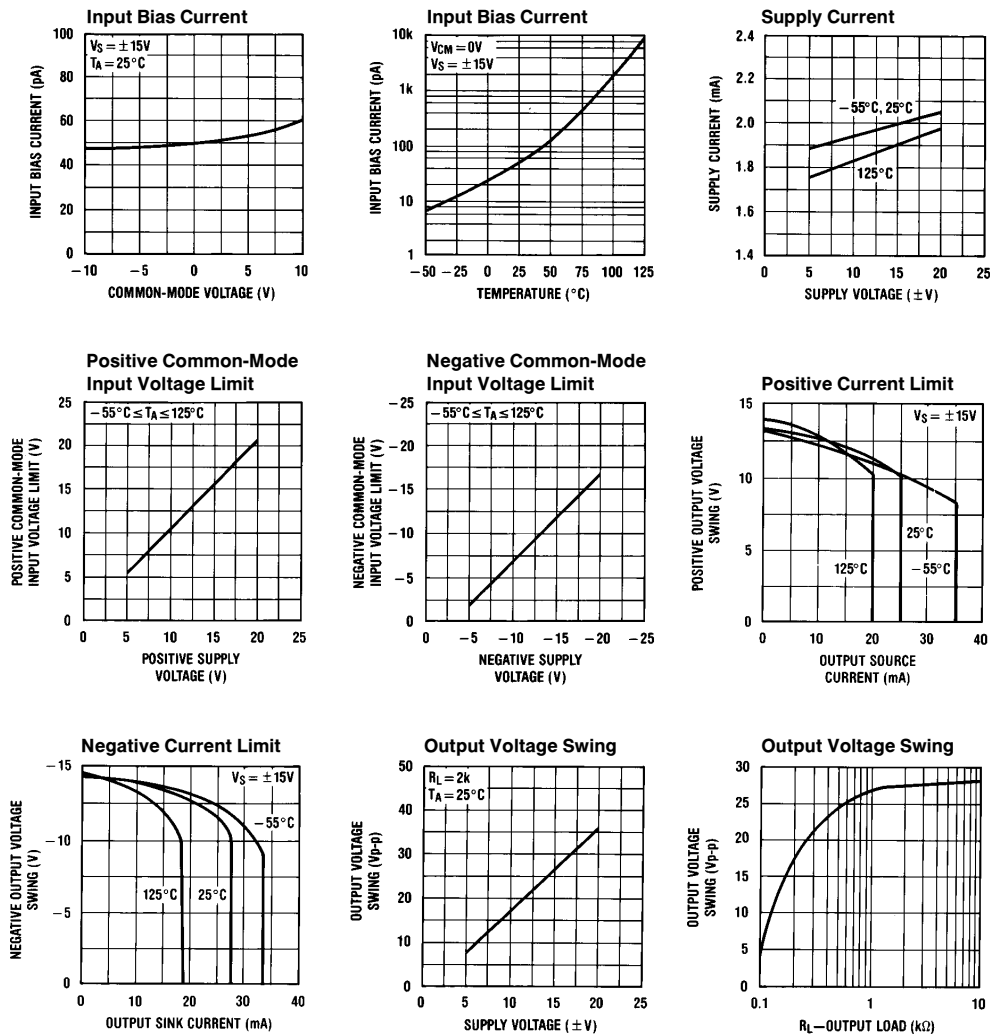 Input Bias Current
100
80
60
40
20
0
INPUT BIAS CURRENT (pA)
VS = ±15V
TA = 25°C
−10 −5 0 5 10
COMMON-MODE VOLTAGE (V)
Input Bias Current
10k
1k
100
10
1
INPUT BIAS CURRENT (pA)
VCM = 0V
VS = ±15V
−50 −25 0 25 50 75 100 125
TEMPERATURE (°C)
Supply Current
2.4
2.2
2.0
1.8
1.6
1.4
SUPPLY CURRENT (mA)
−55°C, 25°C
125°C
0 5 10 15 20 25
SUPPLY VOLTAGE (±V)
Positive Common-Mode
Input Voltage Limit
25
20
15
10
5
0
POSITIVE COMMON-MODE
INPUT VOLTAGE LIMIT (V)
−55°C ≤ TA ≤ 125°C
0 5 10 15 20 25
POSITIVE SUPPLY
VOLTAGE (V)
Negative Common-Mode
Input Voltage Limit
−25
−20
−15
−10
−5
0
NEGATIVE COMMON-MODE
INPUT VOLTAGE LIMIT (V)
−55°C ≤ TA ≤ 125°C
0 −5 −10 −15 −20 −25
NEGATIVE SUPPLY
VOLTAGE (V)
Positive Current Limit
15
10
5
0
POSITIVE OUTPUT VOLTAGE
SWING (V)
VS = ±15V
25°C
125°C
−55°C
0 10 20 30 40
OUTPUT SOURCE
CURRENT (mA)
Negative Current Limit
−15
−10
−5
0
NEGATIVE OUTPUT VOLTAGE
SWING (V)
VS = ±15V
−55°C
125°C
25°C
0 10 20 30 40
OUTPUT SINK CURRENT (mA)
Output Voltage Swing
50
40
35
30
20
10
0
OUTPUT VOLTAGE
SWING (Vp-p)
RL = 2k
TA = 25°C
0 5 10 15 20 25
SUPPLY VOLTAGE (±V)
Output Voltage Swing
30
25
20
15
10
5
0
OUTPUT VOLTAGE
SWING (Vp-p)
0.1 1 10
RL—OUTPUT LOAD (kΩ)